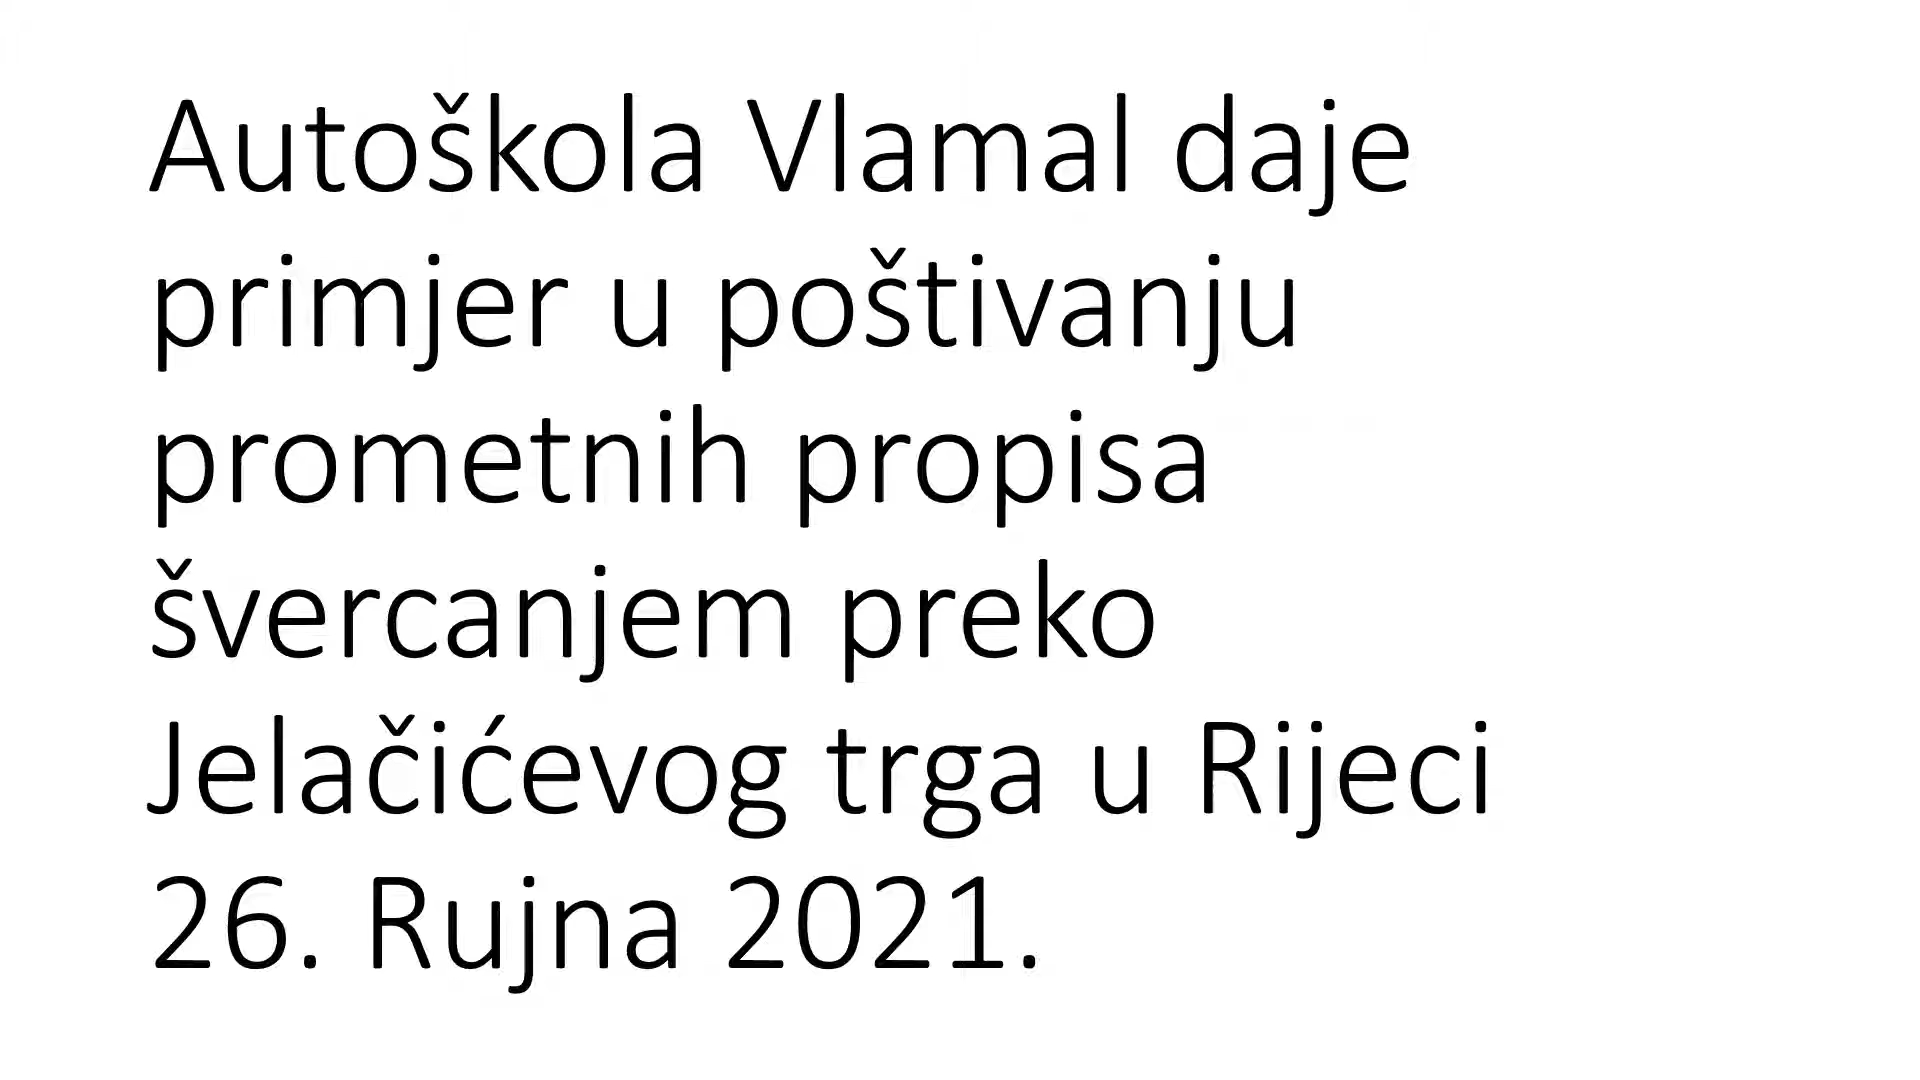 Autoškola Vlamal daje
primjer u poštivanju
prometnih propisa
švercanjem preko
Jelačićevog trga u Rijeci
26. Rujna 2021.